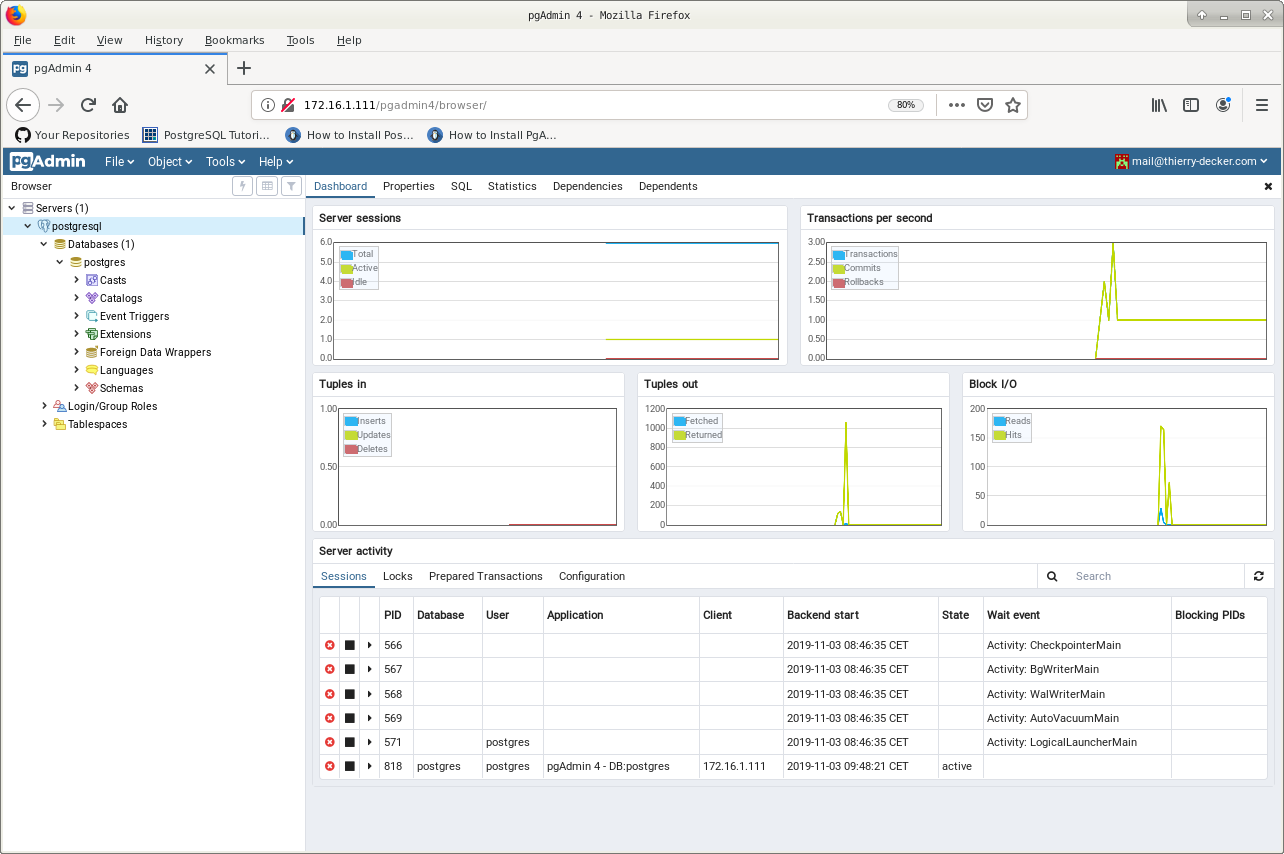 pgAdmin 4 - Mozilla Firefox
File Edit View History Bookmarks Tools Help
pg pgAdmin 4
172.16.1.111/pgadmin4/browser/ 80%
Your Repositories PostgreSQL Tutori… How to Install Pos… How to Install PgA…
pgAdmin File Object Tools Help mail@thierry-decker.com
Browser
Dashboard Properties SQL Statistics Dependencies Dependents
Servers (1)
postgresql
Databases (1)
postgres
Casts
Catalogs
Event Triggers
Extensions
Foreign Data Wrappers
Languages
Schemas
Login/Group Roles
Tablespaces
Server sessions
6.0
5.0
4.0
3.0
2.0
1.0
0.0
Total
Active
Idle
Transactions per second
3.00
2.50
2.00
1.50
1.00
0.50
0.00
Transactions
Commits
Rollbacks
Tuples in
1.00
0.50
0.00
Inserts
Updates
Deletes
Tuples out
1200
1000
800
600
400
200
0
Fetched
Returned
Block I/O
200
150
100
50
0
Reads
Hits
Server activity
Sessions Locks Prepared Transactions Configuration Search
PID Database User Application Client Backend start State Wait event Blocking PIDs
566 2019-11-03 08:46:35 CET Activity: CheckpointerMain
567 2019-11-03 08:46:35 CET Activity: BgWriterMain
568 2019-11-03 08:46:35 CET Activity: WalWriterMain
569 2019-11-03 08:46:35 CET Activity: AutoVacuumMain
571 postgres 2019-11-03 08:46:35 CET Activity: LogicalLauncherMain
818 postgres postgres pgAdmin 4 - DB:postgres 172.16.1.111 2019-11-03 09:48:21 CET active